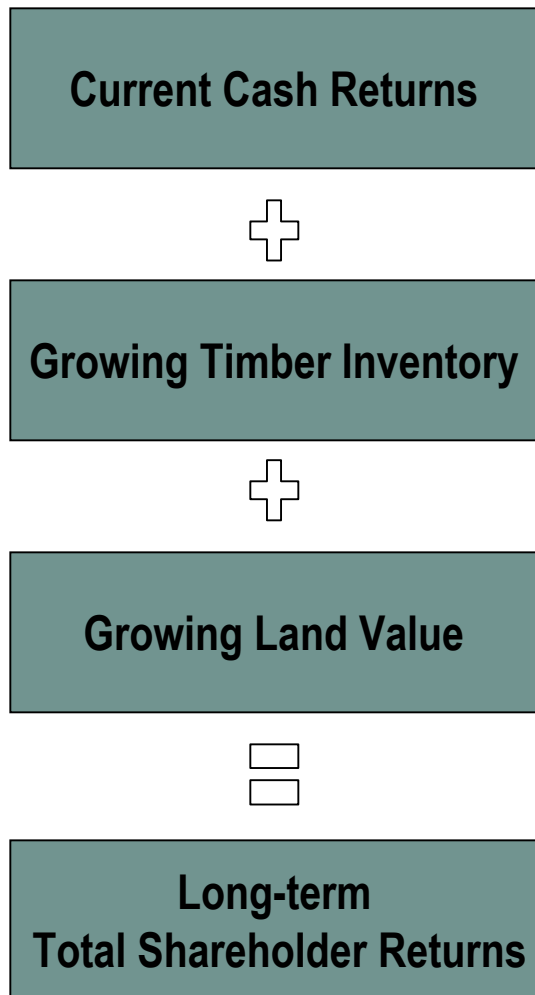 Current Cash Returns
Growing Timber Inventory
Growing Land Value
Long-term
Total Shareholder Returns